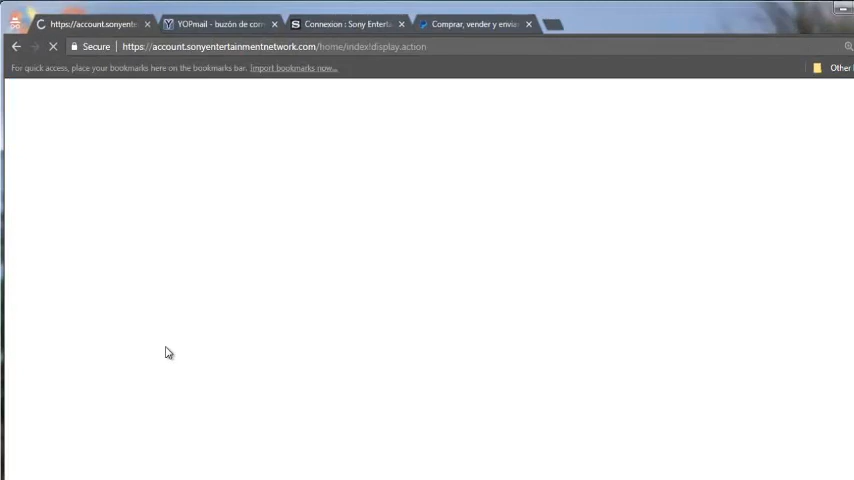 https://account.sonyente YOPmail - buzón de corr Connexion : Sony Enterta Comprar, vender y envia
Secure https://account.sonyentertainmentnetwork.com/home/index!display.action
For quick access, place your bookmarks here on the bookmarks bar. Import bookmarks now... Other